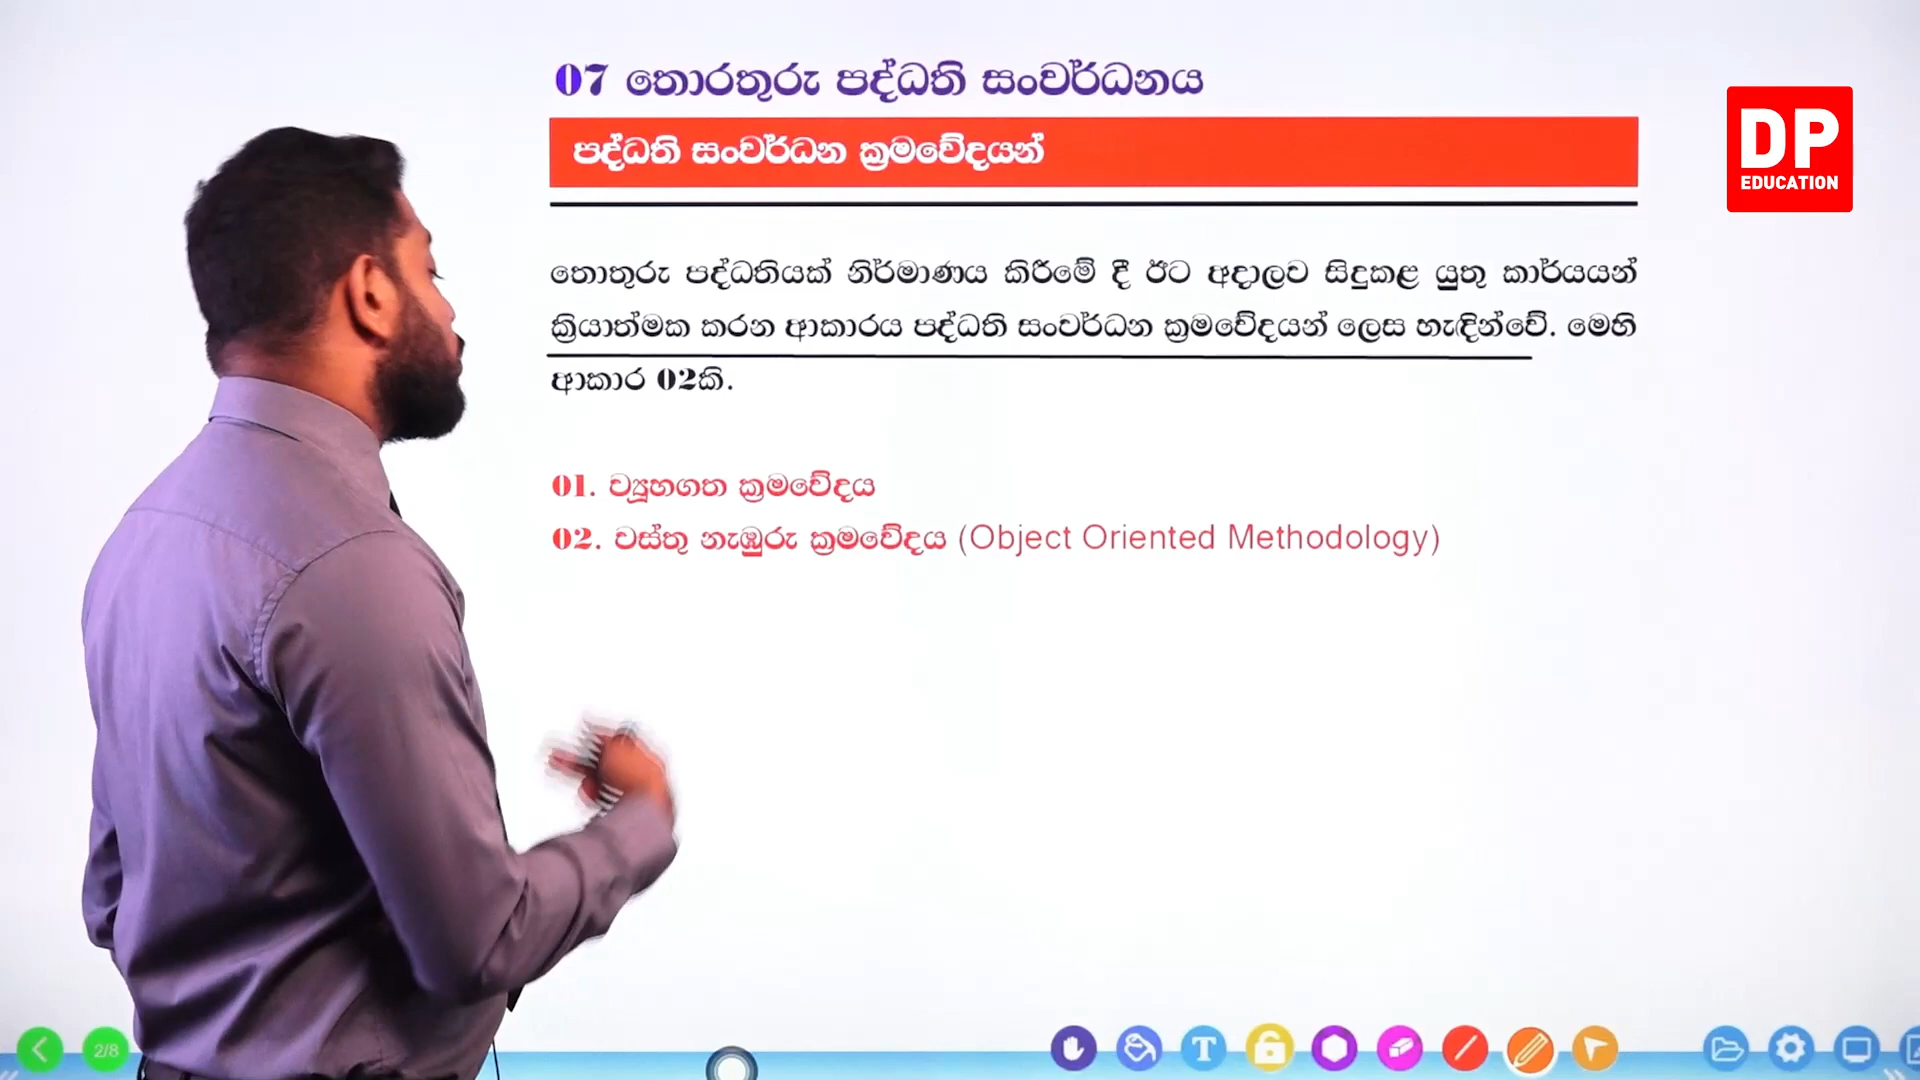 07 තොරතුරු පද්ධති සංවර්ධනය
පද්ධති සංවර්ධන ක්‍රමවේදයන්
DP
EDUCATION
තොතුරු පද්ධතියක් නිර්මාණය කිරීමේ දී ඊට අදාලව සිදුකළ යුතු කාර්යයන්
ක්‍රියාත්මක කරන ආකාරය පද්ධති සංවර්ධන ක්‍රමවේදයන් ලෙස හැඳින්වේ. මෙහි
ආකාර 02කි.
01. ව්‍යූහගත ක්‍රමවේදය
02. වස්තු නැඹුරු ක්‍රමවේදය (Object Oriented Methodology)
2/8
T